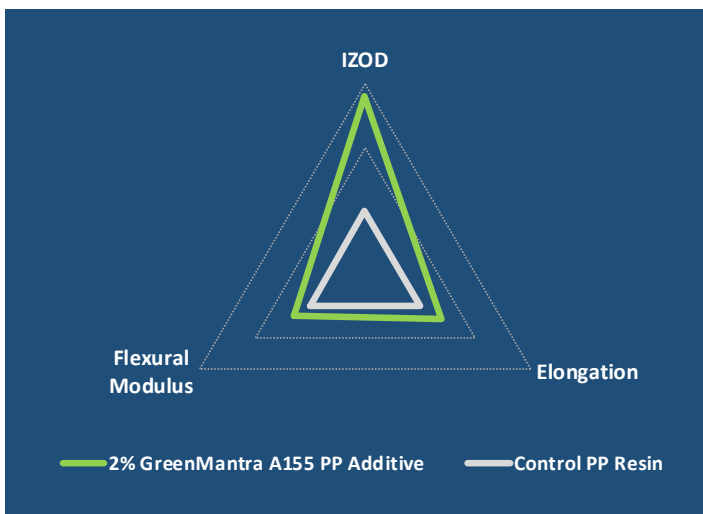 IZOD
Flexural
Modulus
Elongation
2% GreenMantra A155 PP Additive
Control PP Resin